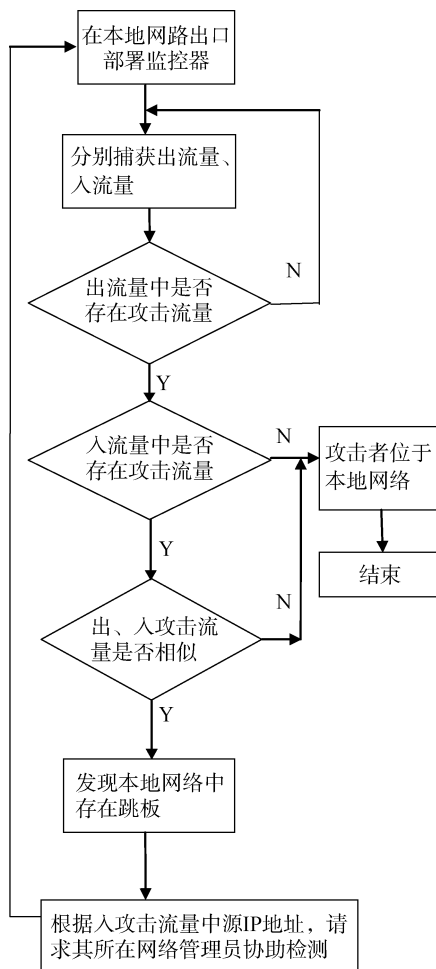 在本地网路出口
部署监控器
分别捕获出流量、
入流量
出流量中是否
存在攻击流量
N
Y
入流量中是否
存在攻击流量
N
攻击者位于
本地网络
Y
结束
出、入攻击流
量是否相似
N
Y
发现本地网络中
存在跳板
根据入攻击流量中源IP地址，请
求其所在网络管理员协助检测